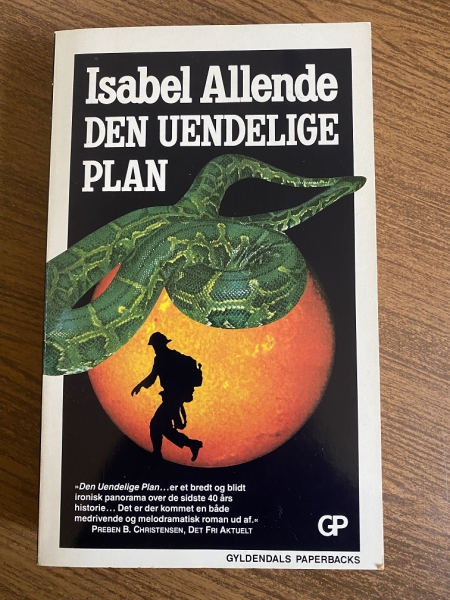 Isabel Allende
DEN UENDELIGE
PLAN
»Den Uendelige Plan...er et bredt og blidt
ironisk panorama over de sidste 40 års
historie... Det er der kommet en både
medrivende og melodramatisk roman ud af.«
PREBEN B. CHRISTENSEN, DET FRI AKTUELT
GP
GYLDENDALS PAPERBACKS